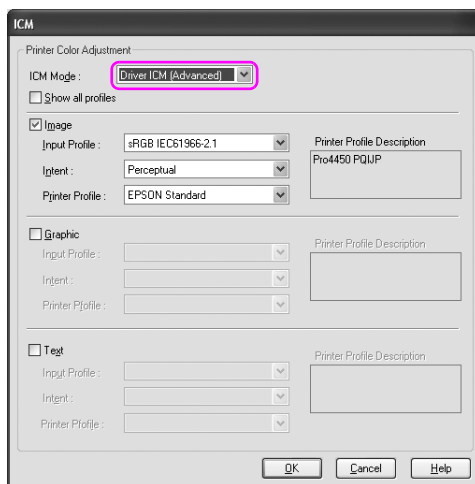 ICM
Printer Color Adjustment
ICM Mode : Driver ICM (Advanced)
Show all profiles
Image
Input Profile : sRGB IEC61966-2.1
Intent : Perceptual
Printer Profile : EPSON Standard
Printer Profile Description
Pro4450 PQIJP
Graphic
Input Profile :
Intent :
Printer Profile :
Printer Profile Description
Text
Input Profile :
Intent :
Printer Profile :
Printer Profile Description
OK Cancel Help